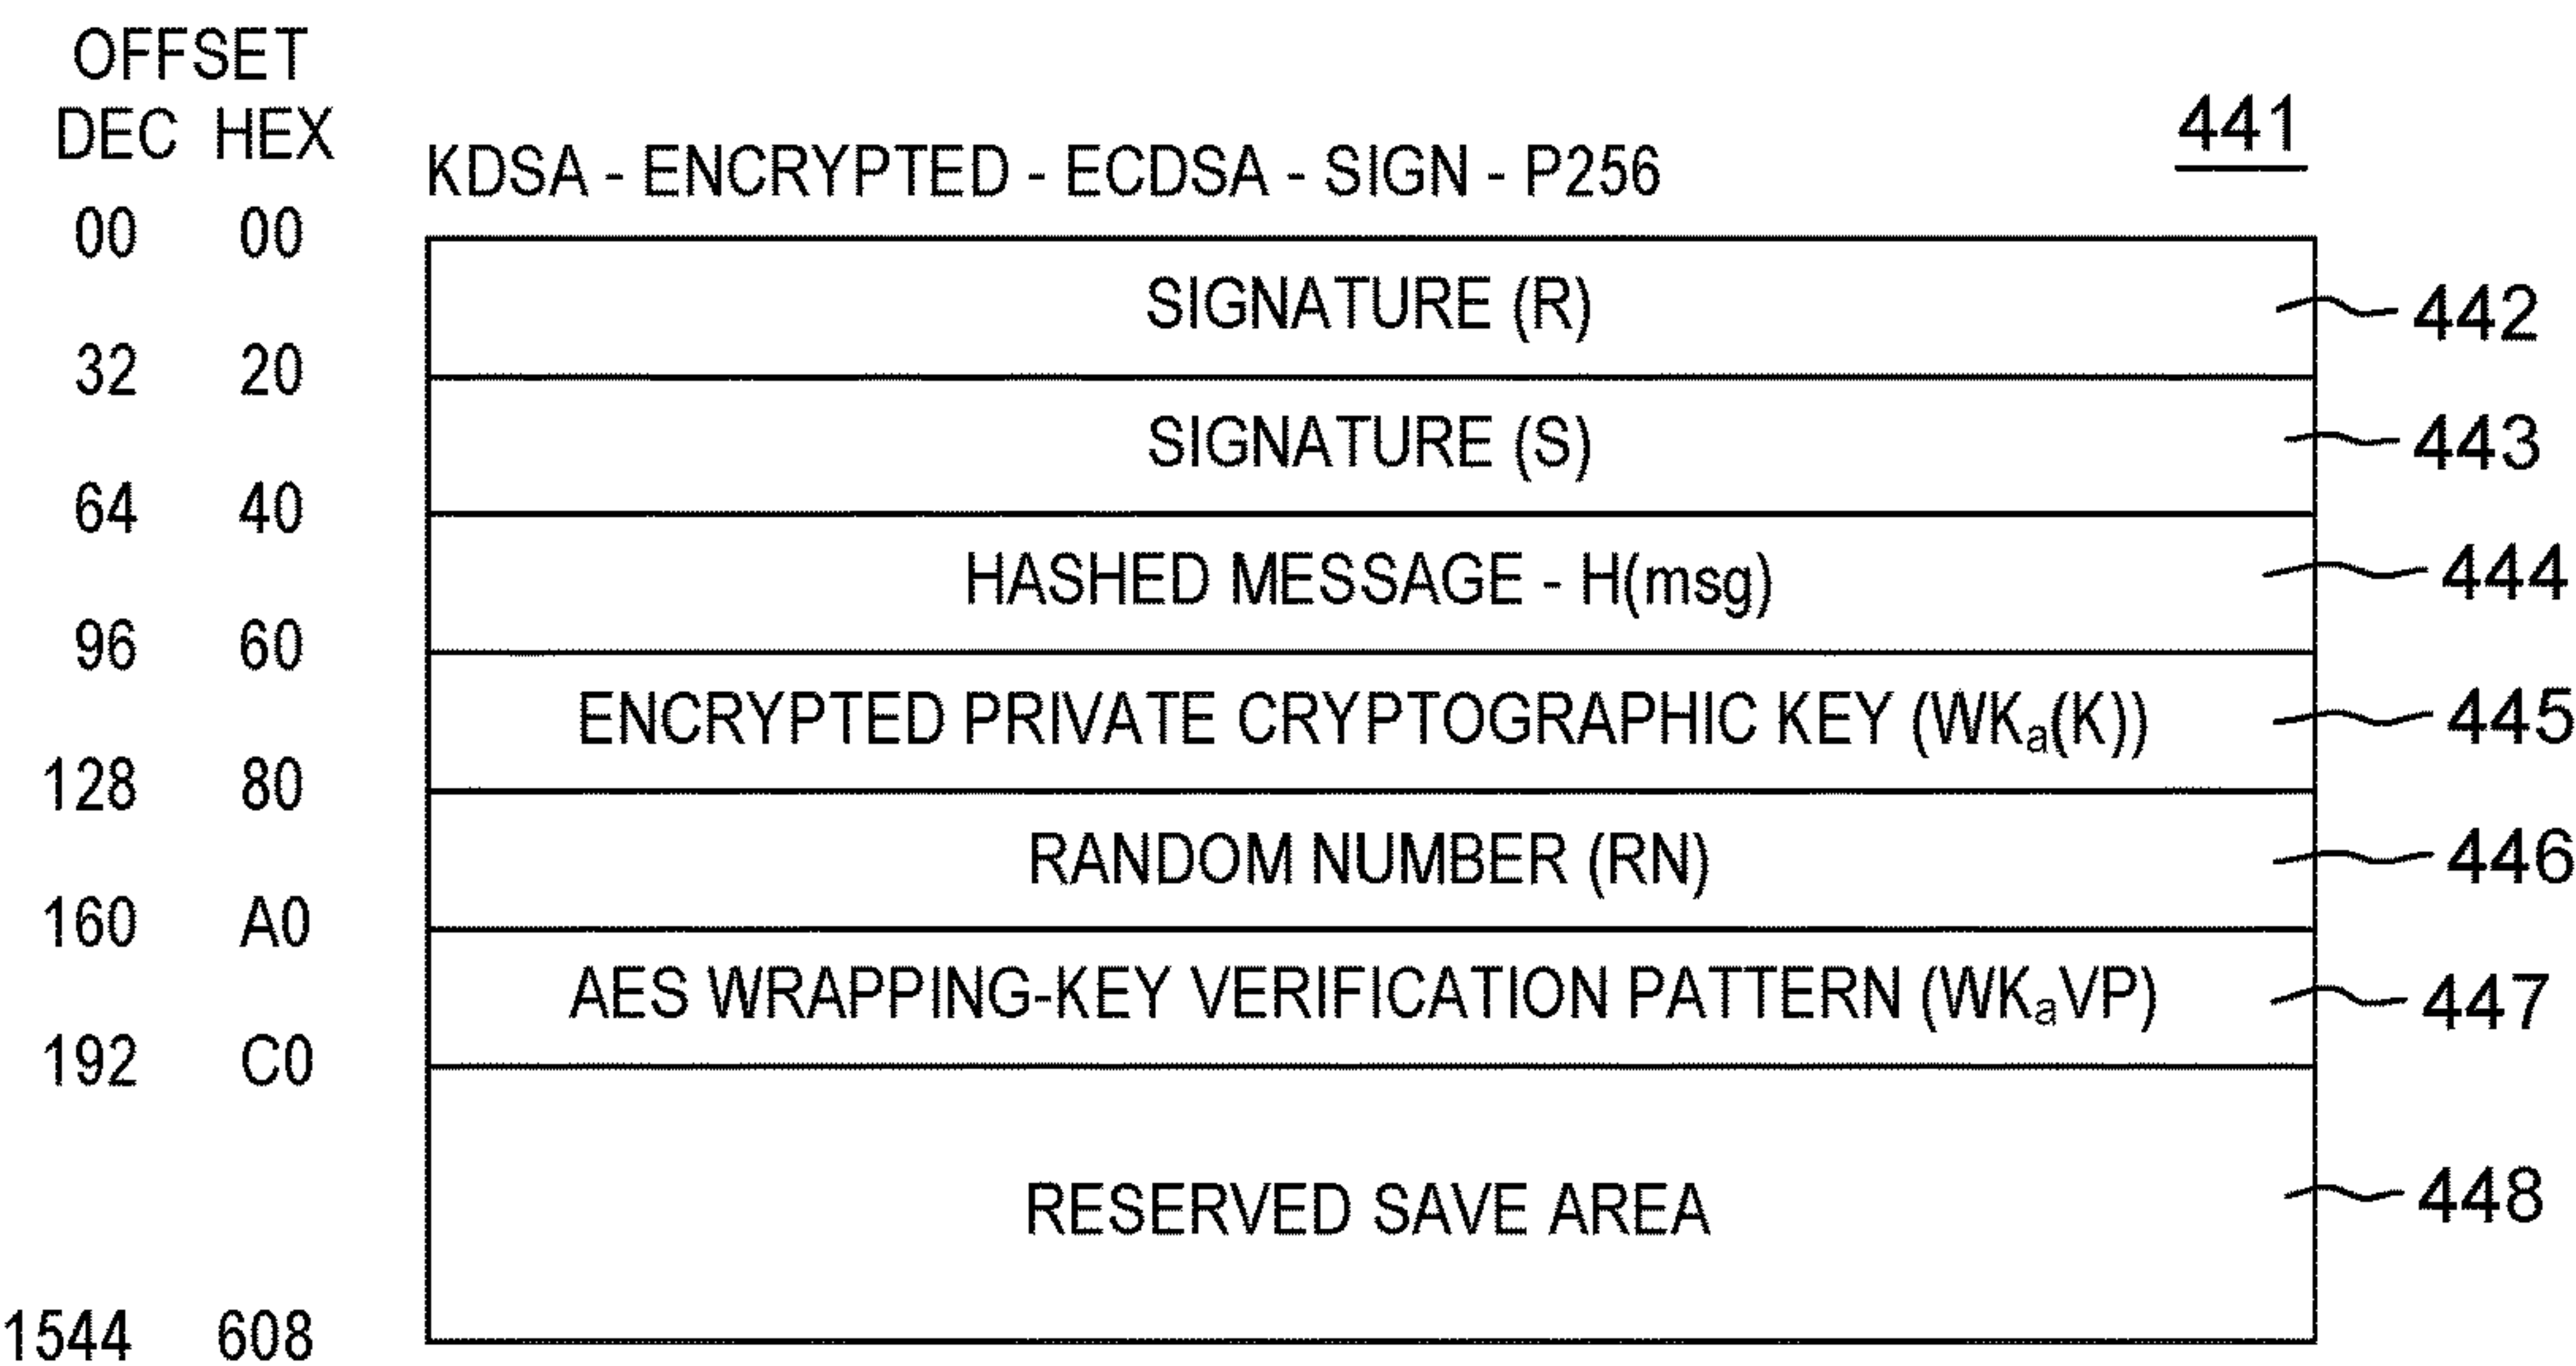 OFFSET
DEC HEX
KDSA - ENCRYPTED - ECDSA - SIGN - P256
441
00 00
SIGNATURE (R)
442
32 20
SIGNATURE (S)
443
64 40
HASHED MESSAGE - H(msg)
444
96 60
ENCRYPTED PRIVATE CRYPTOGRAPHIC KEY (WKa(K))
445
128 80
RANDOM NUMBER (RN)
446
160 A0
AES WRAPPING-KEY VERIFICATION PATTERN (WKaVP)
447
192 C0
RESERVED SAVE AREA
448
1544 608